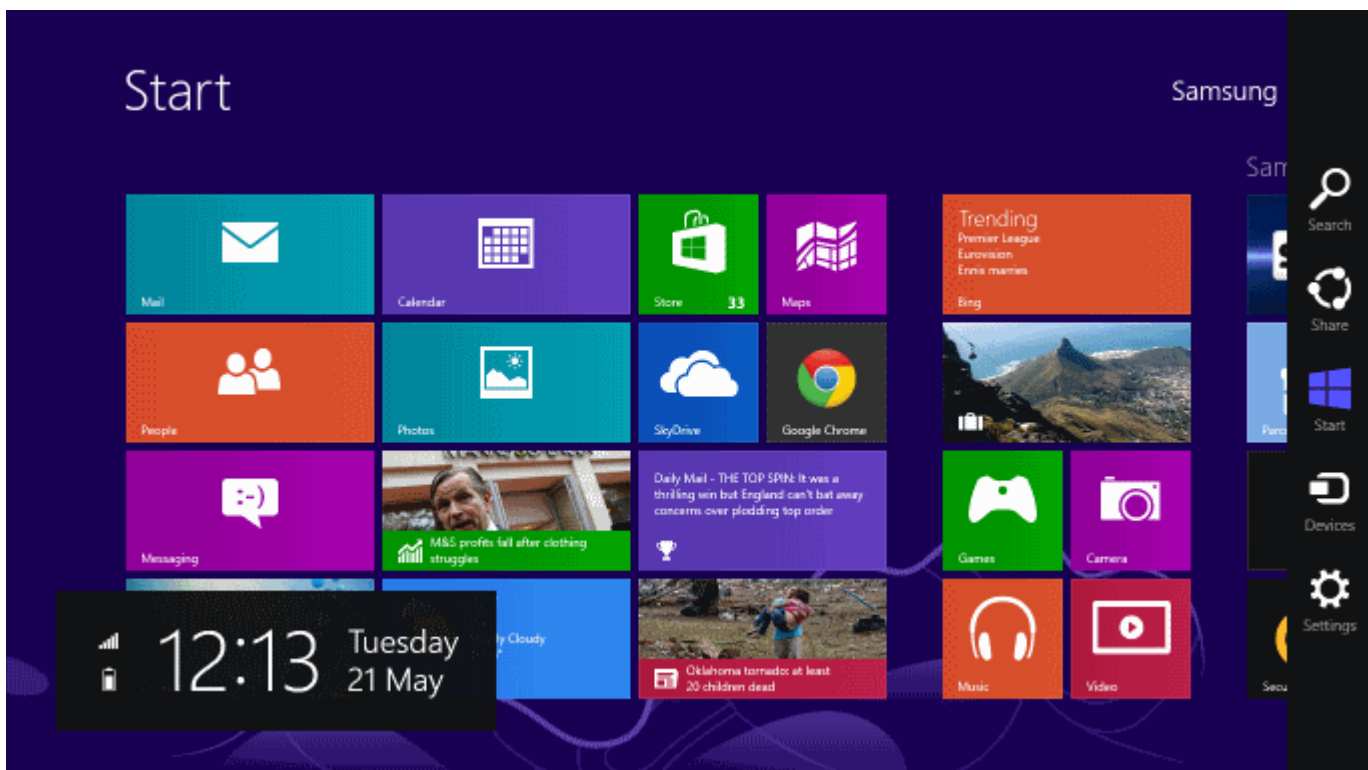 Start
Samsung
Sam
Mail
Calendar
Store 33
Maps
Trending
Premier League
Eurovision
Ennis marries
Bing
People
Photos
SkyDrive
Google Chrome
Messaging
M&S profits fall after clothing
struggles
Daily Mail - THE TOP SPIN: It was a
thrilling win but England can't bat away
concerns over plodding top order
Games
Camera
Cloudy
Oklahoma tornado: at least
20 children dead
Music
Video
12:13
Tuesday
21 May
Search
Share
Start
Devices
Settings